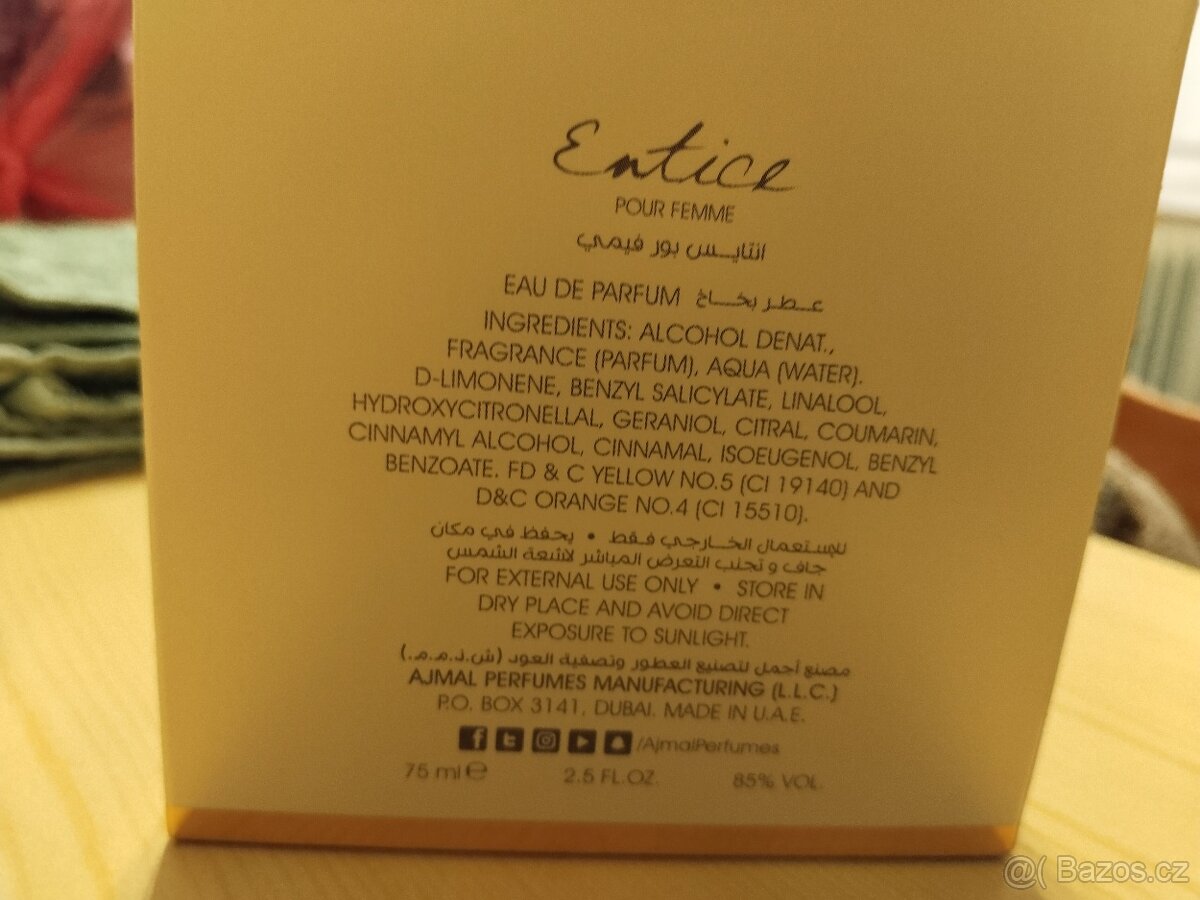 Entice
POUR FEMME
انتايس بور فيمي
EAU DE PARFUM عطر بخاخ
INGREDIENTS: ALCOHOL DENAT.,
FRAGRANCE (PARFUM), AQUA (WATER).
D-LIMONENE, BENZYL SALICYLATE, LINALOOL,
HYDROXYCITRONELLAL, GERANIOL, CITRAL, COUMARIN,
CINNAMYL ALCOHOL, CINNAMAL, ISOEUGENOL, BENZYL
BENZOATE. FD & C YELLOW NO.5 (CI 19140) AND
D&C ORANGE NO.4 (CI 15510).
للإستعمال الخارجي فقط • يحفظ في مكان
جاف و تجنب التعرض المباشر لأشعة الشمس
FOR EXTERNAL USE ONLY • STORE IN
DRY PLACE AND AVOID DIRECT
EXPOSURE TO SUNLIGHT.
مصنع أجمل لتصنيع العطور وتصفية العود (ش.ذ.م.م.)
AJMAL PERFUMES MANUFACTURING (L.L.C.)
P.O. BOX 3141, DUBAI. MADE IN U.A.E.
/AjmalPerfumes
75 ml ℮ 2.5 FL.OZ. 85% VOL.
@( Bazos.cz